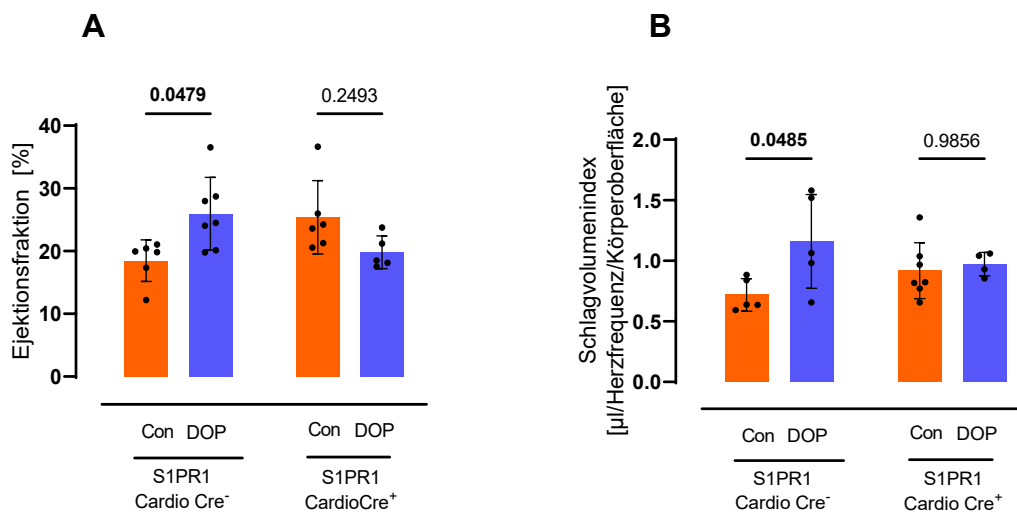 A
0.0479
0.2493
Ejektionsfraktion [%]
40
30
20
10
0
Con DOP
Con DOP
S1PR1
Cardio Cre⁻
S1PR1
CardioCre⁺
B
0.0485
0.9856
Schlagvolumenindex
[µl/Herzfrequenz/Körperoberfläche]
2.0
1.5
1.0
0.5
0.0
Con DOP
Con DOP
S1PR1
Cardio Cre⁻
S1PR1
Cardio Cre⁺